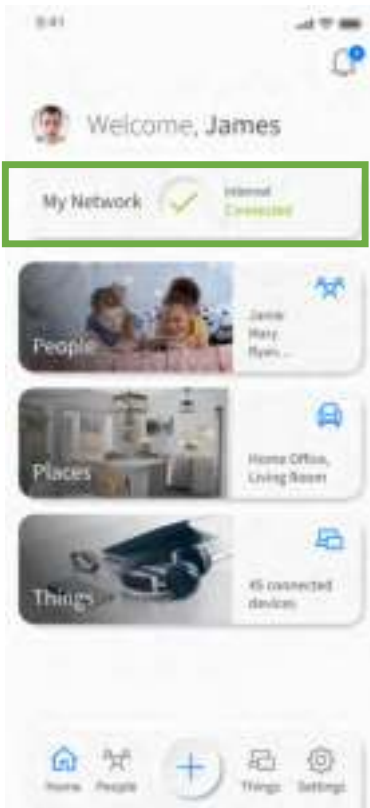 9:41
Welcome, James
My Network
Internal
Connected
People
Jamie
Mary
Ryan...
Places
Home Office,
Living Room
Things
45 connected
devices
Home People Things Settings